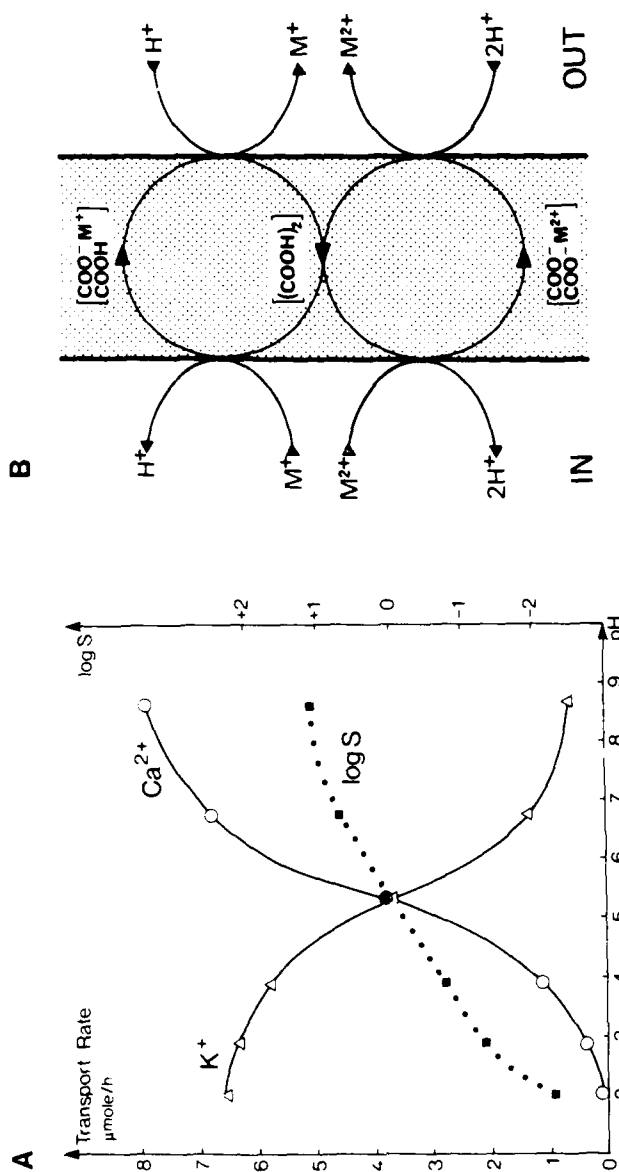 A
Transport Rate
μmole/h
log S
8
7
6
5
4
3
2
1
0
+2
+1
0
-1
-2
K+
Ca2+
log S
2 3 4 5 6 7 8 9 pH
B
[COO- M+
COOH]
[(COOH)2]
[COO- M2+
COO-]
H+
M+
M2+
2H+
H+
M+
M2+
2H+
IN
OUT